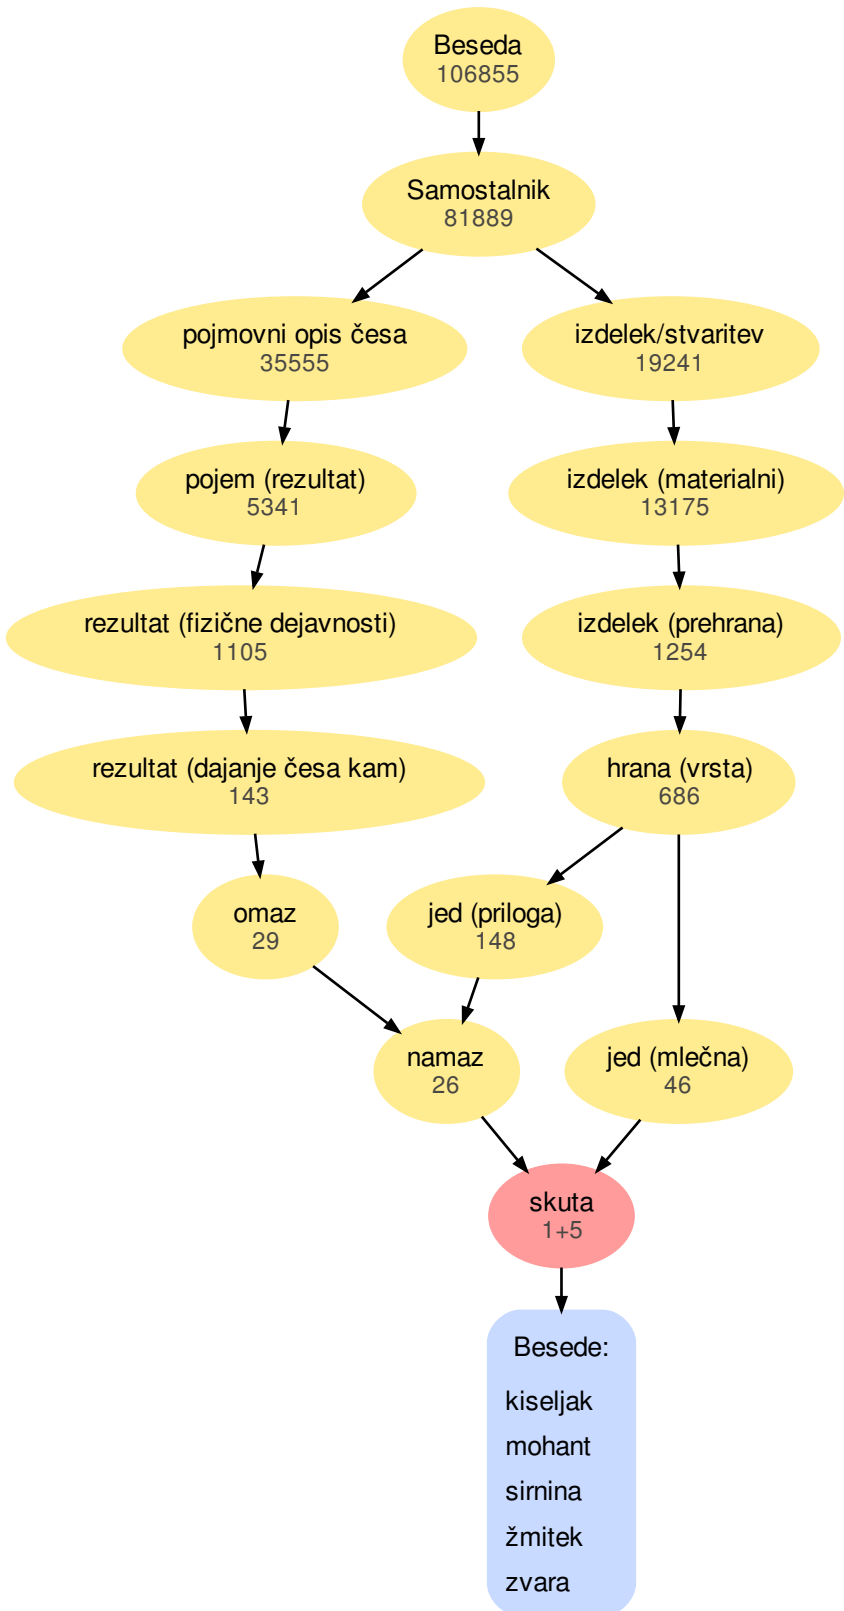 Beseda
106855
Samostalnik
81889
pojmovni opis česa
35555
izdelek/stvaritev
19241
pojem (rezultat)
5341
izdelek (materialni)
13175
rezultat (fizične dejavnosti)
1105
izdelek (prehrana)
1254
rezultat (dajanje česa kam)
143
hrana (vrsta)
686
omaz
29
jed (priloga)
148
namaz
26
jed (mlečna)
46
skuta
1+5
Besede:
kiseljak
mohant
sirnina
žmitek
zvara